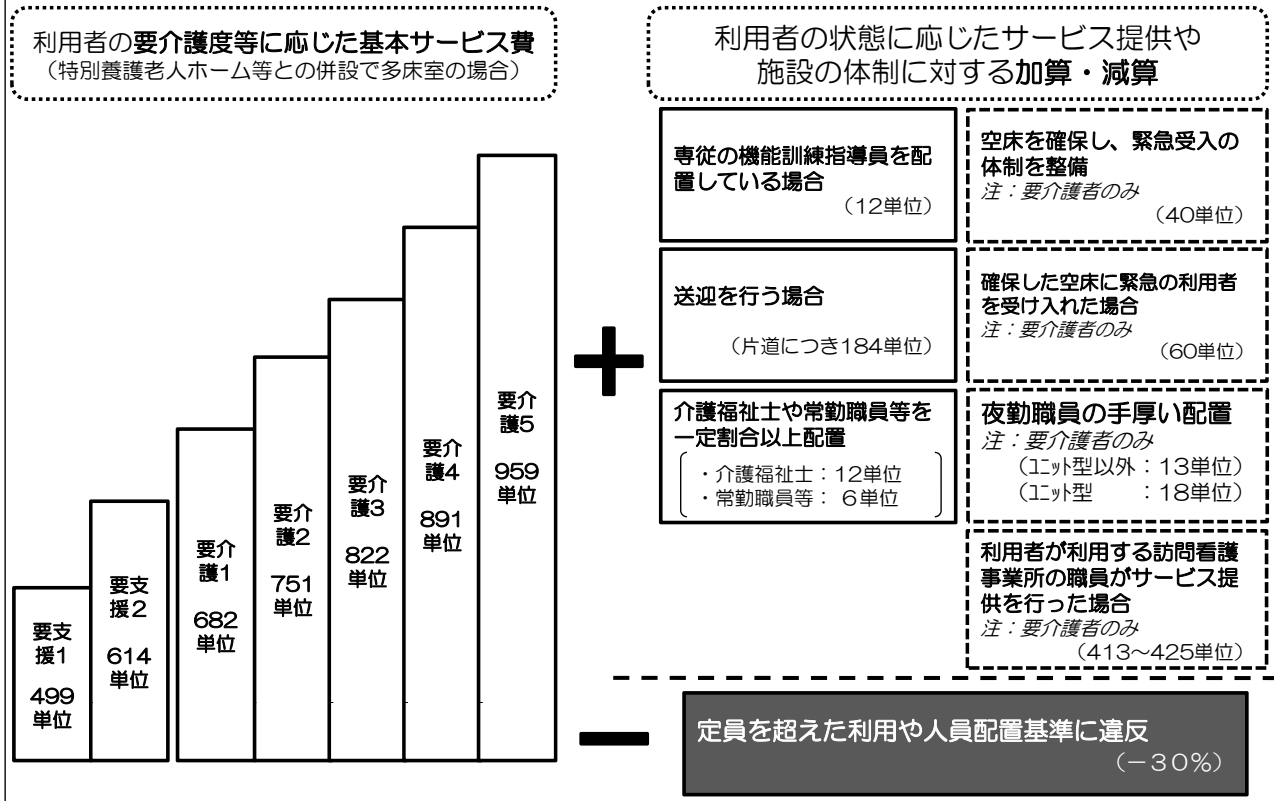 利用者の要介護度等に応じた基本サービス費
（特別養護老人ホーム等との併設で多床室の場合）
要支
援1
499
単位
要支
援2
614
単位
要介
護1
682
単位
要介
護2
751
単位
要介
護3
822
単位
要介
護4
891
単位
要介
護5
959
単位
＋
利用者の状態に応じたサービス提供や
施設の体制に対する加算・減算
専従の機能訓練指導員を配
置している場合
（12単位）
空床を確保し、緊急受入の
体制を整備
注：要介護者のみ
（40単位）
送迎を行う場合
（片道につき184単位）
確保した空床に緊急の利用者
を受け入れた場合
注：要介護者のみ
（60単位）
介護福祉士や常勤職員等を
一定割合以上配置
・介護福祉士：12単位
・常勤職員等： 6単位
夜勤職員の手厚い配置
注：要介護者のみ
（ﾕﾆｯﾄ型以外：13単位）
（ﾕﾆｯﾄ型　　：18単位）
利用者が利用する訪問看護
事業所の職員がサービス提
供を行った場合
注：要介護者のみ
（413～425単位）
－
定員を超えた利用や人員配置基準に違反
（－30%）